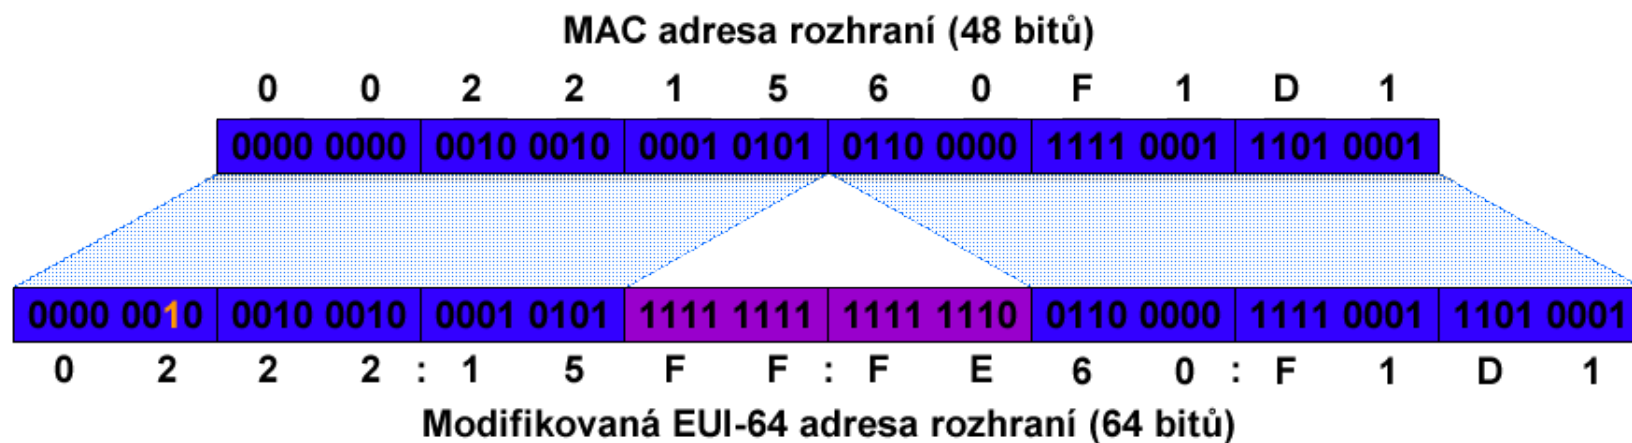 MAC adresa rozhraní (48 bitů)
0 0 2 2 1 5 6 0 F 1 D 1
0000 0000 0010 0010 0001 0101 0110 0000 1111 0001 1101 0001
0000 0010 0010 0010 0001 0101 1111 1111 1111 1110 0110 0000 1111 0001 1101 0001
0 2 2 2 : 1 5 F F : F E 6 0 : F 1 D 1
Modifikovaná EUI-64 adresa rozhraní (64 bitů)